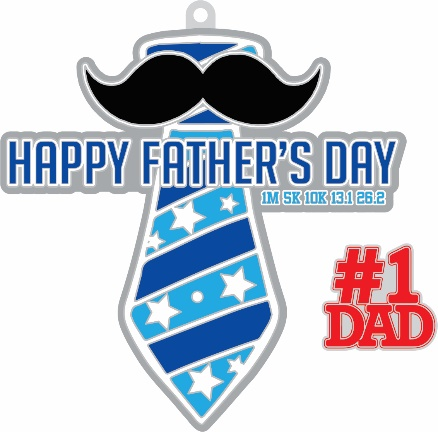 HAPPY FATHER'S DAY
1M 5K 10K 13.1 26.2
#1
DAD